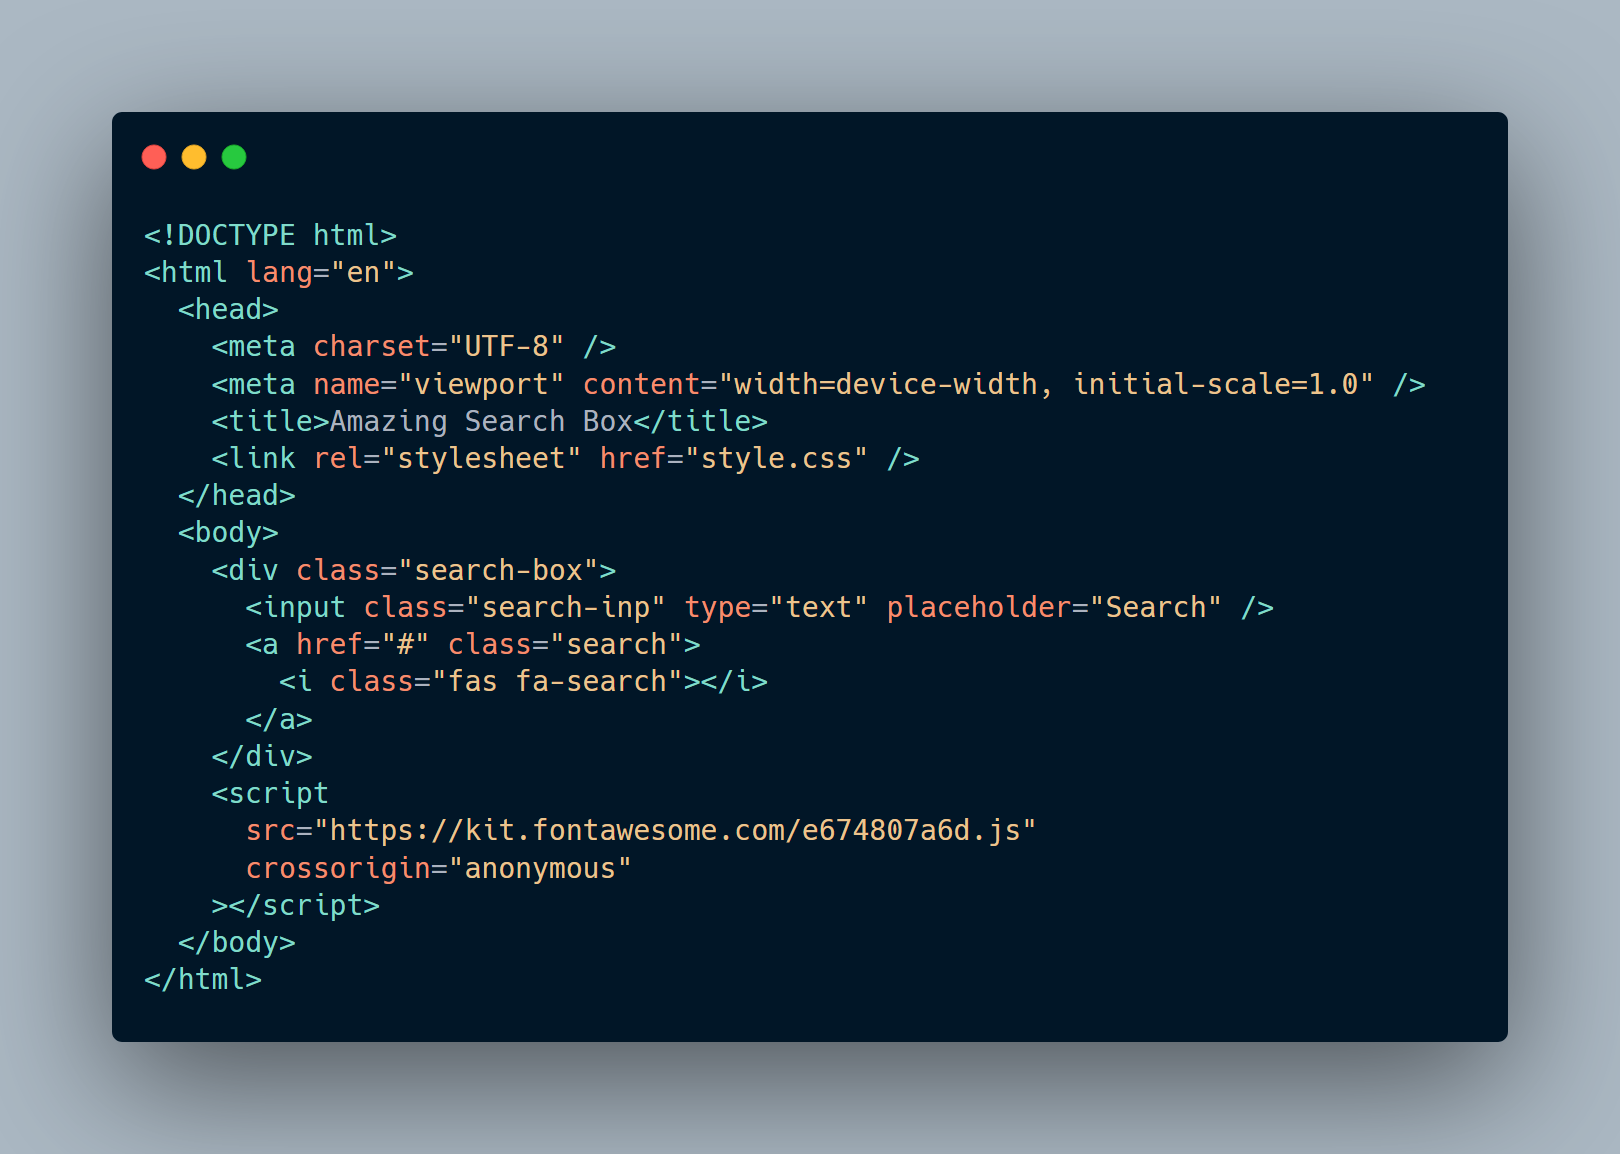 <!DOCTYPE html>
<html lang="en">
  <head>
    <meta charset="UTF-8" />
    <meta name="viewport" content="width=device-width, initial-scale=1.0" />
    <title>Amazing Search Box</title>
    <link rel="stylesheet" href="style.css" />
  </head>
  <body>
    <div class="search-box">
      <input class="search-inp" type="text" placeholder="Search" />
      <a href="#" class="search">
        <i class="fas fa-search"></i>
      </a>
    </div>
    <script
      src="https://kit.fontawesome.com/e674807a6d.js"
      crossorigin="anonymous"
    ></script>
  </body>
</html>